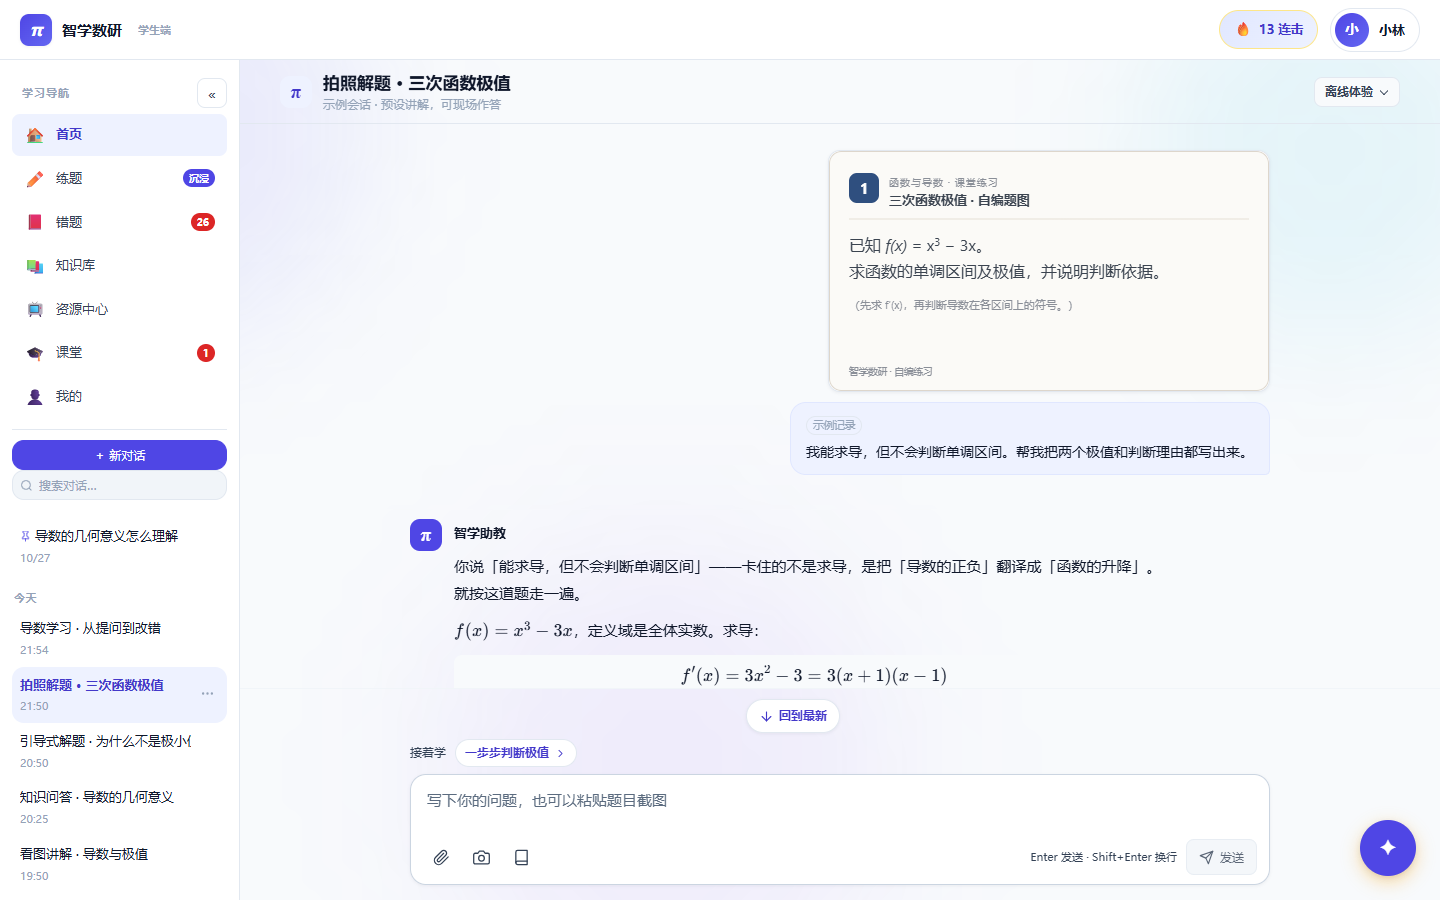 π 智学数研 学生端
13 连击
小 小林
学习导航 «
首页
练题 沉浸
错题 26
知识库
资源中心
课堂 1
我的
+ 新对话
搜索对话...
导数的几何意义怎么理解
10/27
今天
导数学习 · 从提问到改错
21:54
拍照解题 • 三次函数极值 ...
21:50
引导式解题 · 为什么不是极小
20:50
知识问答 · 导数的几何意义
20:25
看图讲解 · 导数与极值
19:50
π 拍照解题 • 三次函数极值
示例会话 · 预设讲解，可现场作答
离线体验
1 函数与导数 · 课堂练习
三次函数极值 · 自编题图
已知 f(x) = x³ − 3x。
求函数的单调区间及极值，并说明判断依据。
（先求 f′(x)，再判断导数在各区间上的符号。）
智学数研 · 自编练习
示例记录
我能求导，但不会判断单调区间。帮我把两个极值和判断理由都写出来。
π 智学助教
你说「能求导，但不会判断单调区间」——卡住的不是求导，是把「导数的正负」翻译成「函数的升降」。
就按这道题走一遍。
f(x) = x³ − 3x，定义域是全体实数。求导：
f′(x) = 3x² − 3 = 3(x + 1)(x − 1)
↓ 回到最新
接着学 一步步判断极值 ›
写下你的问题，也可以粘贴题目截图
Enter 发送 · Shift+Enter 换行 发送